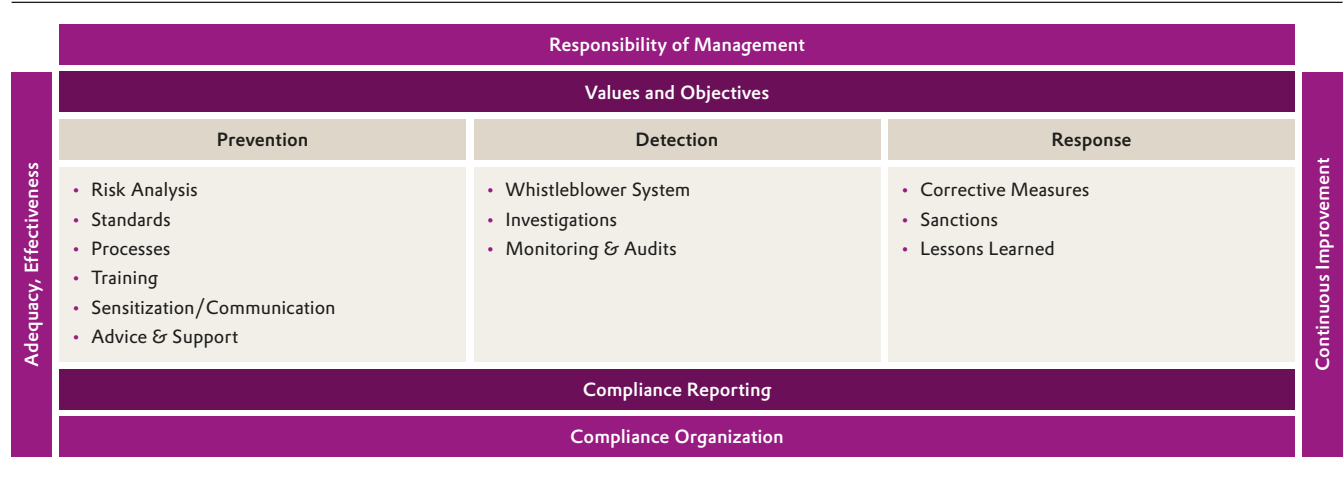 Responsibility of Management
Adequacy, Effectiveness
Values and Objectives
Prevention
• Risk Analysis
• Standards
• Processes
• Training
• Sensitization/Communication
• Advice & Support
Detection
• Whistleblower System
• Investigations
• Monitoring & Audits
Response
• Corrective Measures
• Sanctions
• Lessons Learned
Continuous Improvement
Compliance Reporting
Compliance Organization